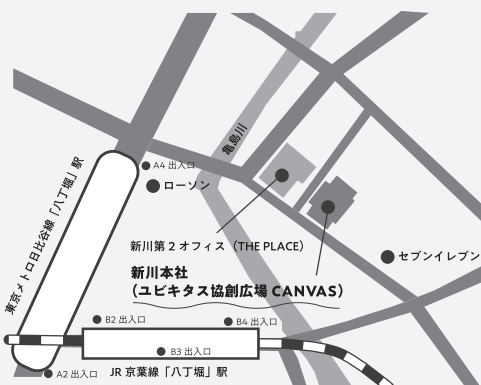 亀島川
A4 出入口
ローソン
東京メトロ日比谷線「八丁堀」駅
新川第 2 オフィス（THE PLACE）
セブンイレブン
新川本社
（ユビキタス協創広場 CANVAS）
B2 出入口
B4 出入口
B3 出入口
A2 出入口
JR 京葉線「八丁堀」駅